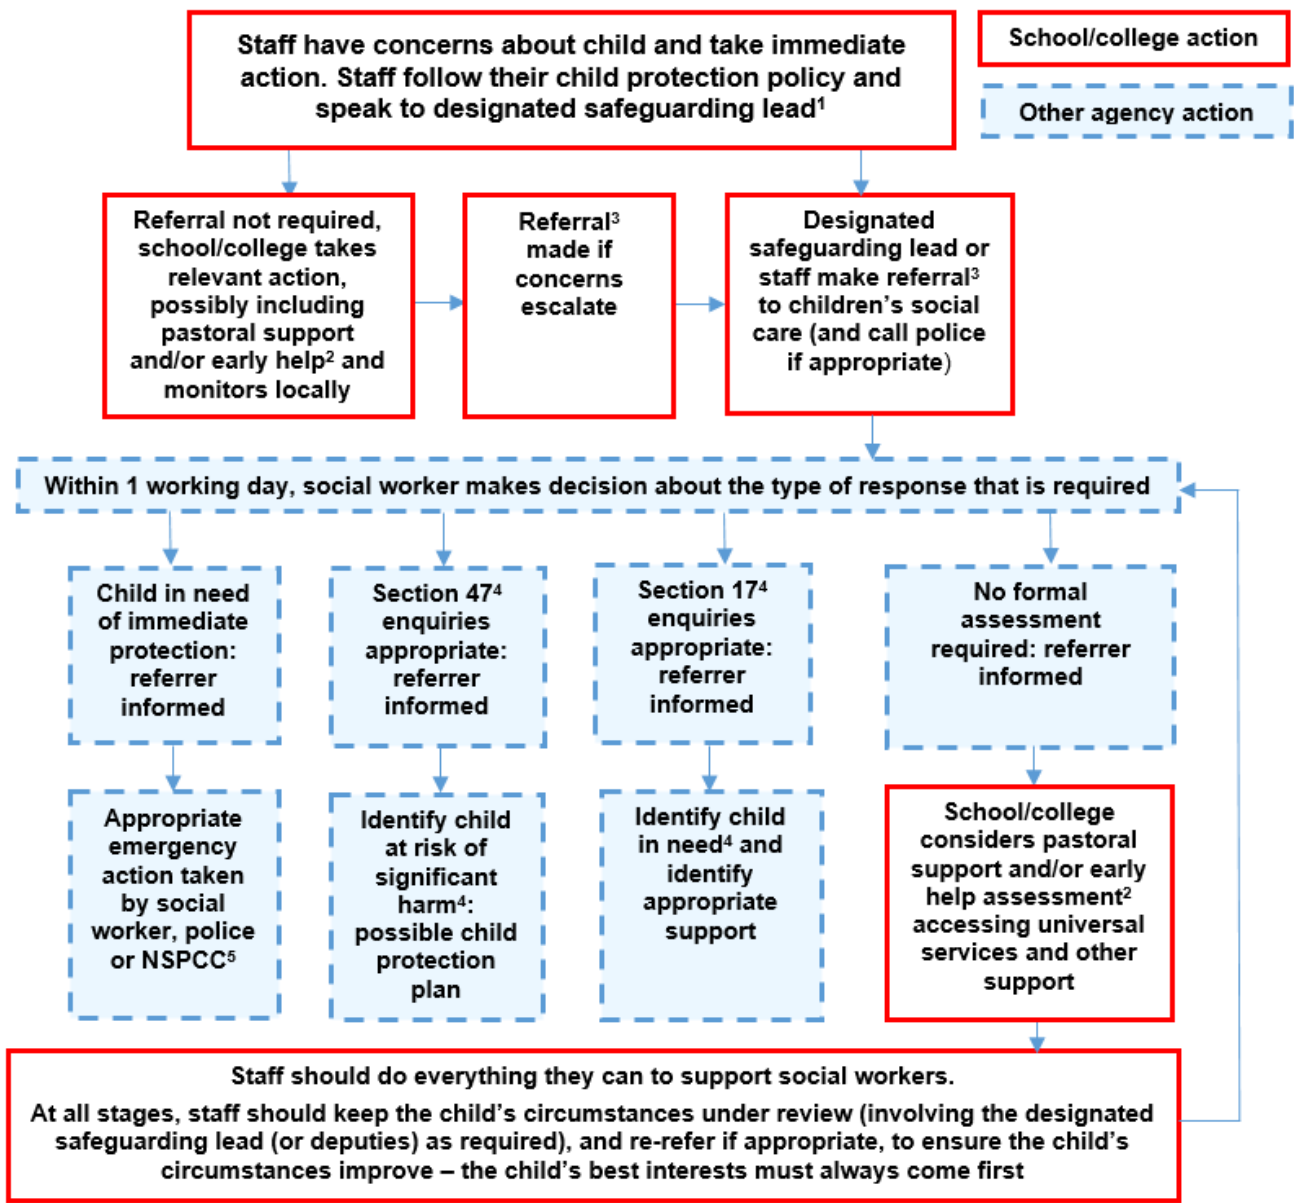 Staff have concerns about child and take immediate
action. Staff follow their child protection policy and
speak to designated safeguarding lead¹
School/college action
Other agency action
Referral not required,
school/college takes
relevant action,
possibly including
pastoral support
and/or early help² and
monitors locally
Referral³
made if
concerns
escalate
Designated
safeguarding lead or
staff make referral³
to children’s social
care (and call police
if appropriate)
Within 1 working day, social worker makes decision about the type of response that is required
Child in need
of immediate
protection:
referrer
informed
Section 47⁴
enquiries
appropriate:
referrer
informed
Section 17⁴
enquiries
appropriate:
referrer
informed
No formal
assessment
required: referrer
informed
Appropriate
emergency
action taken
by social
worker, police
or NSPCC⁵
Identify child
at risk of
significant
harm⁴:
possible child
protection
plan
Identify child
in need⁴ and
identify
appropriate
support
School/college
considers pastoral
support and/or early
help assessment²
accessing universal
services and other
support
Staff should do everything they can to support social workers.
At all stages, staff should keep the child’s circumstances under review (involving the designated
safeguarding lead (or deputies) as required), and re-refer if appropriate, to ensure the child’s
circumstances improve – the child’s best interests must always come first